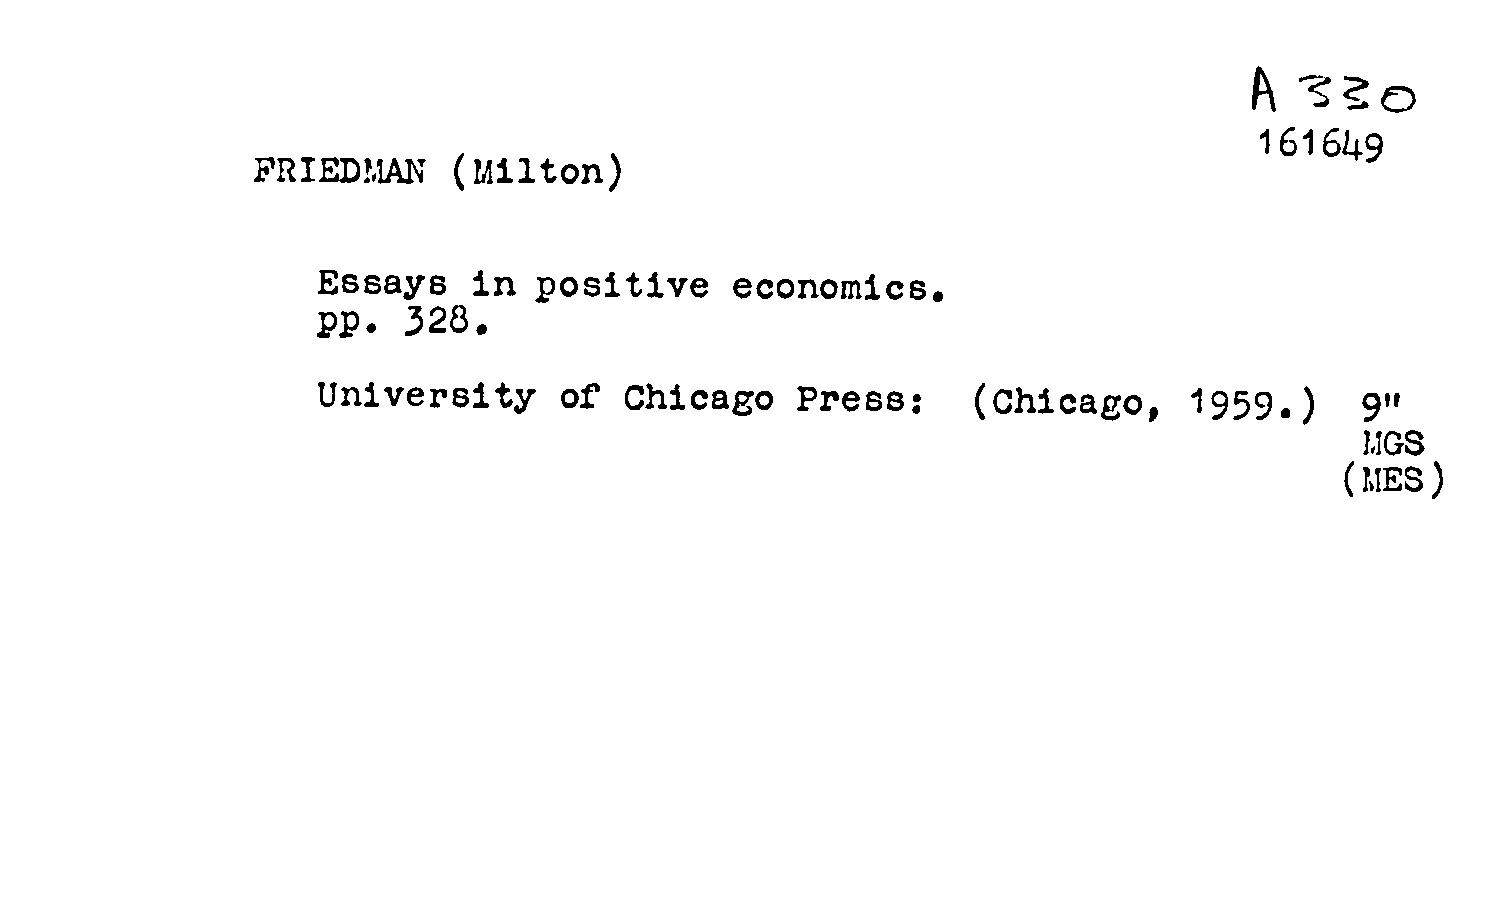 A 330
161649
FRIEDMAN (Milton)
Essays in positive economics.
pp. 328.
University of Chicago Press: (Chicago, 1959.) 9"
MGS
(MES)